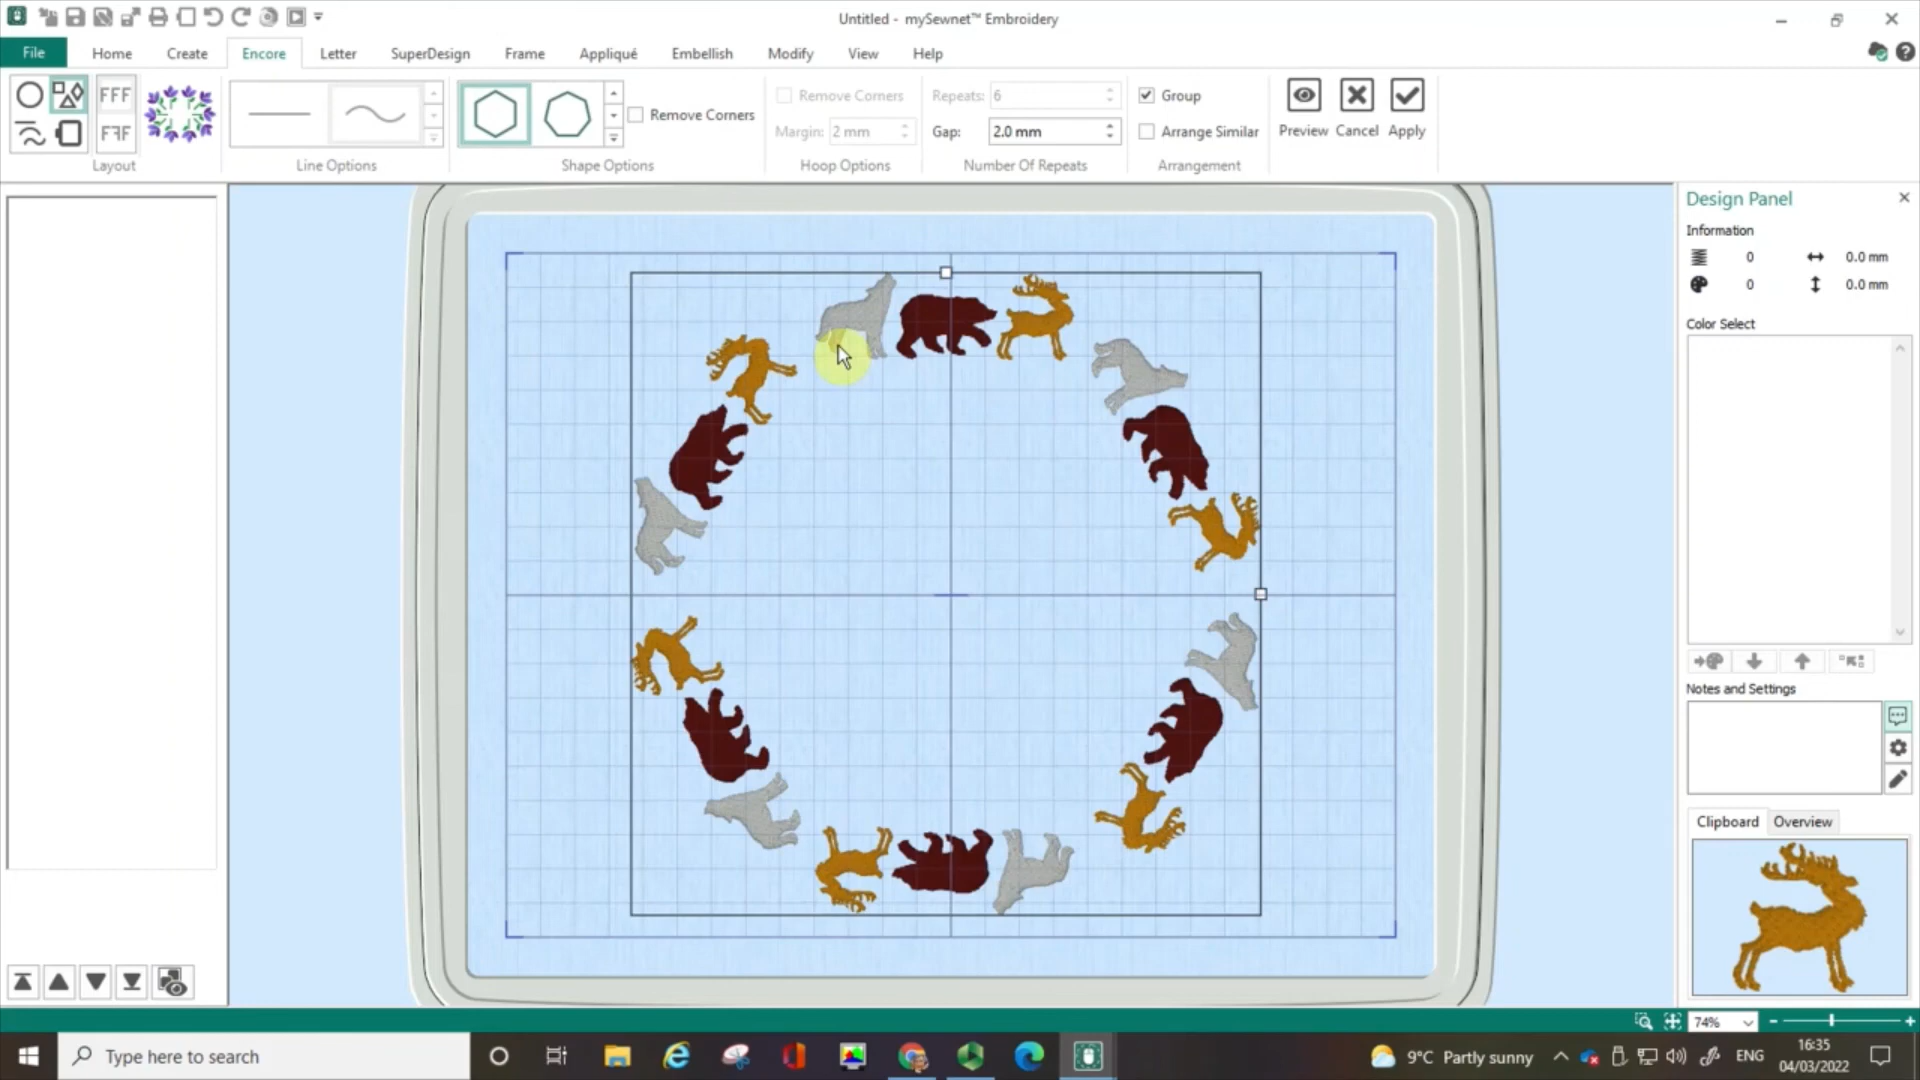 Untitled - mySewnet™ Embroidery
File Home Create Encore Letter SuperDesign Frame Appliqué Embellish Modify View Help
FFF
Remove Corners
Remove Corners
Margin: 2 mm
Repeats: 6
Gap: 2.0 mm
Group
Arrange Similar
Preview Cancel Apply
Layout Line Options Shape Options Hoop Options Number Of Repeats Arrangement
Design Panel
Information
0 0.0 mm
0 0.0 mm
Color Select
Notes and Settings
Clipboard Overview
74%
Type here to search
9°C Partly sunny
ENG
16:35
04/03/2022